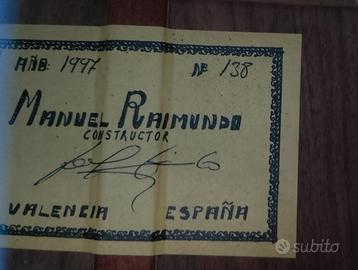 AÑO: 1997 Nº 138
MANUEL RAIMUNDO
CONSTRUCTOR
VALENCIA ESPAÑA
subito